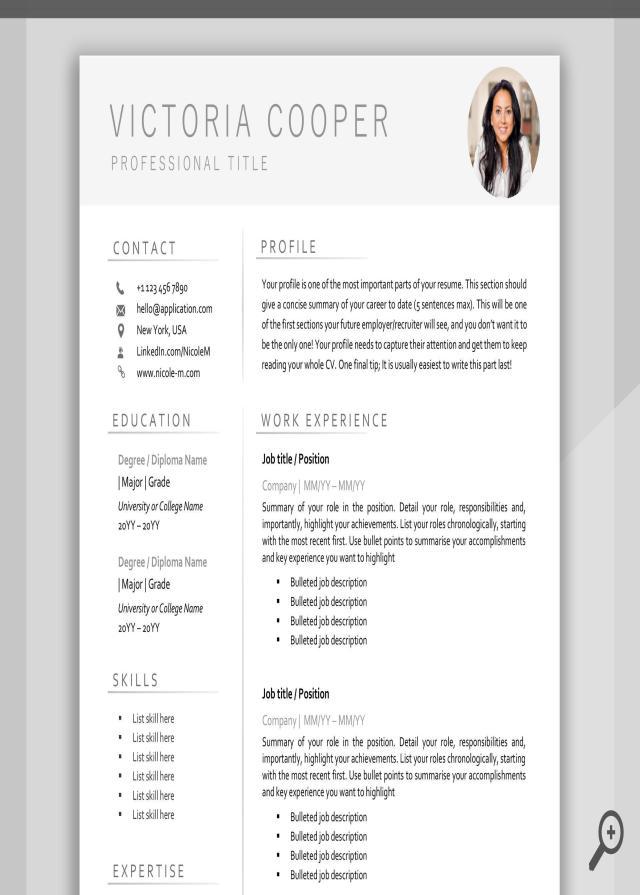 VICTORIA COOPER
PROFESSIONAL TITLE
CONTACT
+1 123 456 7890
hello@application.com
New York, USA
LinkedIn.com/NicoleM
www.nicole-m.com
EDUCATION
Degree / Diploma Name
| Major | Grade
University or College Name
20YY – 20YY
Degree / Diploma Name
| Major | Grade
University or College Name
20YY – 20YY
SKILLS
▪ List skill here
▪ List skill here
▪ List skill here
▪ List skill here
▪ List skill here
▪ List skill here
EXPERTISE
PROFILE
Your profile is one of the most important parts of your resume. This section should
give a concise summary of your career to date (5 sentences max). This will be one
of the first sections your future employer/recruiter will see, and you don't want it to
be the only one! Your profile needs to capture their attention and get them to keep
reading your whole CV. One final tip; It is usually easiest to write this part last!
WORK EXPERIENCE
Job title / Position
Company | MM/YY – MM/YY
Summary of your role in the position. Detail your role, responsibilities and,
importantly, highlight your achievements. List your roles chronologically, starting
with the most recent first. Use bullet points to summarise your accomplishments
and key experience you want to highlight
▪ Bulleted job description
▪ Bulleted job description
▪ Bulleted job description
▪ Bulleted job description
Job title / Position
Company | MM/YY – MM/YY
Summary of your role in the position. Detail your role, responsibilities and,
importantly, highlight your achievements. List your roles chronologically, starting
with the most recent first. Use bullet points to summarise your accomplishments
and key experience you want to highlight
▪ Bulleted job description
▪ Bulleted job description
▪ Bulleted job description
▪ Bulleted job description